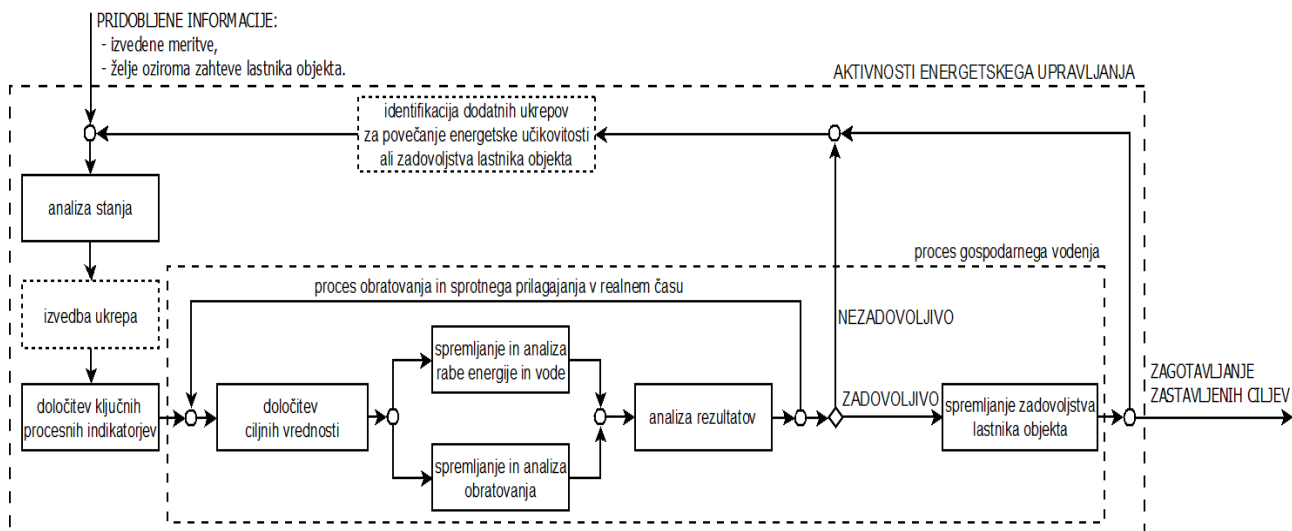 PRIDOBLJENE INFORMACIJE:
- izvedene meritve,
- želje oziroma zahteve lastnika objekta.
AKTIVNOSTI ENERGETSKEGA UPRAVLJANJA
identifikacija dodatnih ukrepov
za povečanje energetske učikovitosti
ali zadovoljstva lastnika objekta
analiza stanja
proces gospodarnega vodenja
proces obratovanja in sprotnega prilagajanja v realnem času
izvedba ukrepa
NEZADOVOLJIVO
spremljanje in analiza
rabe energije in vode
določitev ključnih
procesnih indikatorjev
določitev
ciljnih vrednosti
analiza rezultatov
ZADOVOLJIVO
spremljanje zadovoljstva
lastnika objekta
ZAGOTAVLJANJE
ZASTAVLJENIH CILJEV
spremljanje in analiza
obratovanja